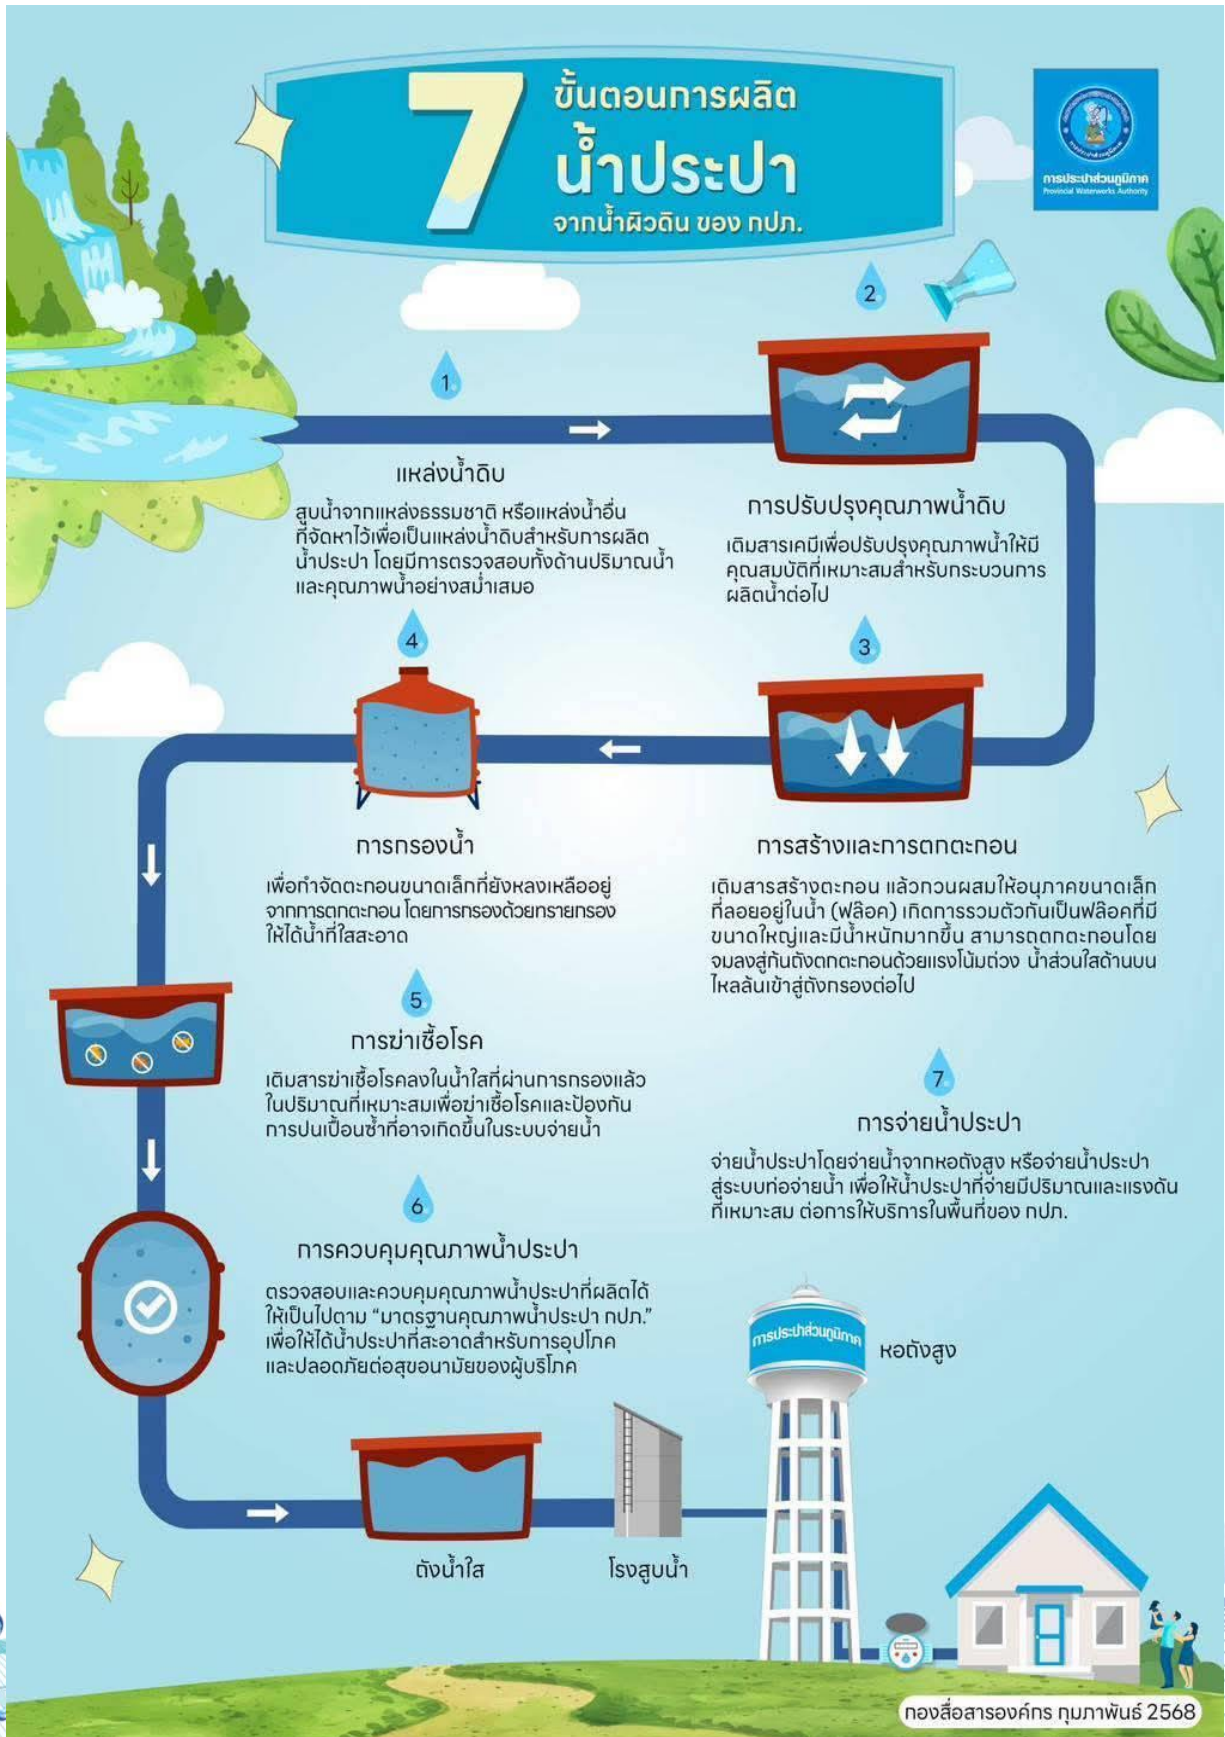 7
ขั้นตอนการผลิต
น้ำประปา
จากน้ำผิวดิน ของ กปภ.
การประปาส่วนภูมิภาค
Provincial Waterworks Authority
1.
แหล่งน้ำดิบ
สูบน้ำจากแหล่งธรรมชาติ หรือแหล่งน้ำอื่น
ที่จัดหาไว้เพื่อเป็นแหล่งน้ำดิบสำหรับการผลิต
น้ำประปา โดยมีการตรวจสอบทั้งด้านปริมาณน้ำ
และคุณภาพน้ำอย่างสม่ำเสมอ
2.
การปรับปรุงคุณภาพน้ำดิบ
เติมสารเคมีเพื่อปรับปรุงคุณภาพน้ำให้มี
คุณสมบัติที่เหมาะสมสำหรับกระบวนการ
ผลิตน้ำต่อไป
3.
การสร้างและการตกตะกอน
เติมสารสร้างตะกอน แล้วกวนผสมให้อนุภาคขนาดเล็ก
ที่ลอยอยู่ในน้ำ (ฟล๊อค) เกิดการรวมตัวกันเป็นฟล๊อคที่มี
ขนาดใหญ่และมีน้ำหนักมากขึ้น สามารถตกตะกอนโดย
จมลงสู่ก้นถังตกตะกอนด้วยแรงโน้มถ่วง น้ำส่วนใสด้านบน
ไหลล้นเข้าสู่ถังกรองต่อไป
4.
การกรองน้ำ
เพื่อกำจัดตะกอนขนาดเล็กที่ยังหลงเหลืออยู่
จากการตกตะกอน โดยการกรองด้วยทรายกรอง
ให้ได้น้ำที่ใสสะอาด
5.
การฆ่าเชื้อโรค
เติมสารฆ่าเชื้อโรคลงในน้ำใสที่ผ่านการกรองแล้ว
ในปริมาณที่เหมาะสมเพื่อฆ่าเชื้อโรคและป้องกัน
การปนเปื้อนซ้ำที่อาจเกิดขึ้นในระบบจ่ายน้ำ
6.
การควบคุมคุณภาพน้ำประปา
ตรวจสอบและควบคุมคุณภาพน้ำประปาที่ผลิตได้
ให้เป็นไปตาม “มาตรฐานคุณภาพน้ำประปา กปภ.”
เพื่อให้ได้น้ำประปาที่สะอาดสำหรับการอุปโภค
และปลอดภัยต่อสุขอนามัยของผู้บริโภค
7.
การจ่ายน้ำประปา
จ่ายน้ำประปาโดยจ่ายน้ำจากหอถังสูง หรือจ่ายน้ำประปา
สู่ระบบท่อจ่ายน้ำ เพื่อให้น้ำประปาที่จ่ายมีปริมาณและแรงดัน
ที่เหมาะสม ต่อการให้บริการในพื้นที่ของ กปภ.
การประปาส่วนภูมิภาค
หอถังสูง
ถังน้ำใส
โรงสูบน้ำ
กองสื่อสารองค์กร กุมภาพันธ์ 2568